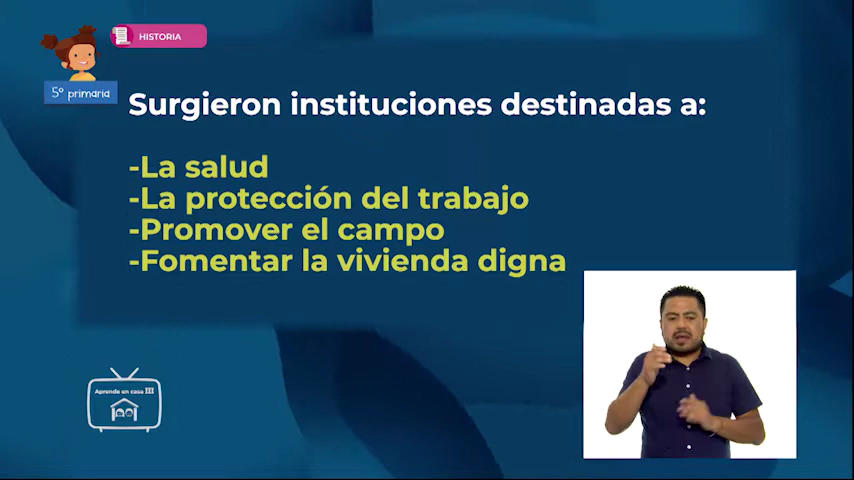 HISTORIA
5° primaria
Surgieron instituciones destinadas a:
-La salud
-La protección del trabajo
-Promover el campo
-Fomentar la vivienda digna
Aprende en casa III